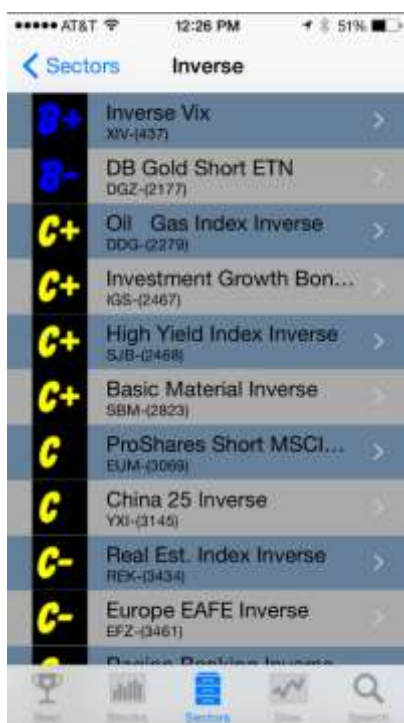 AT&T 12:26 PM 51%
Sectors Inverse
B+ Inverse Vix
XIV-(437)
B- DB Gold Short ETN
DGZ-(2177)
C+ Oil Gas Index Inverse
DDG-(2279)
C+ Investment Growth Bon...
IGS-(2467)
C+ High Yield Index Inverse
SJB-(2468)
C+ Basic Material Inverse
SBM-(2823)
C ProShares Short MSCI...
EUM-(3069)
C China 25 Inverse
YXI-(3145)
C- Real Est. Index Inverse
REK-(3434)
C- Europe EAFE Inverse
EFZ-(3461)
Sectors